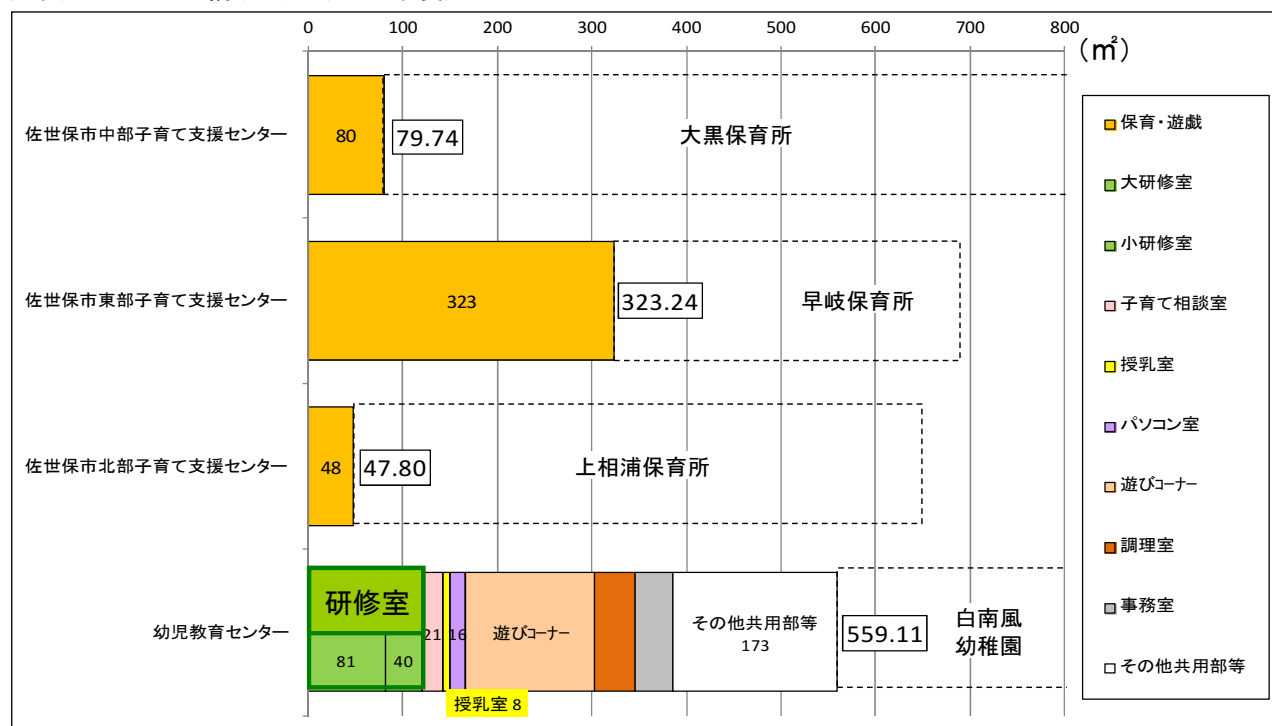 0 100 200 300 400 500 600 700 800
(㎡)
佐世保市中部子育て支援センター
80
79.74
大黒保育所
佐世保市東部子育て支援センター
323
323.24
早岐保育所
佐世保市北部子育て支援センター
48
47.80
上相浦保育所
幼児教育センター
研修室
81
40
21
16
遊びｺｰﾅｰ
その他共用部等
173
559.11
白南風
幼稚園
授乳室 8
保育・遊戯
大研修室
小研修室
子育て相談室
授乳室
パソコン室
遊びｺｰﾅｰ
調理室
事務室
その他共用部等